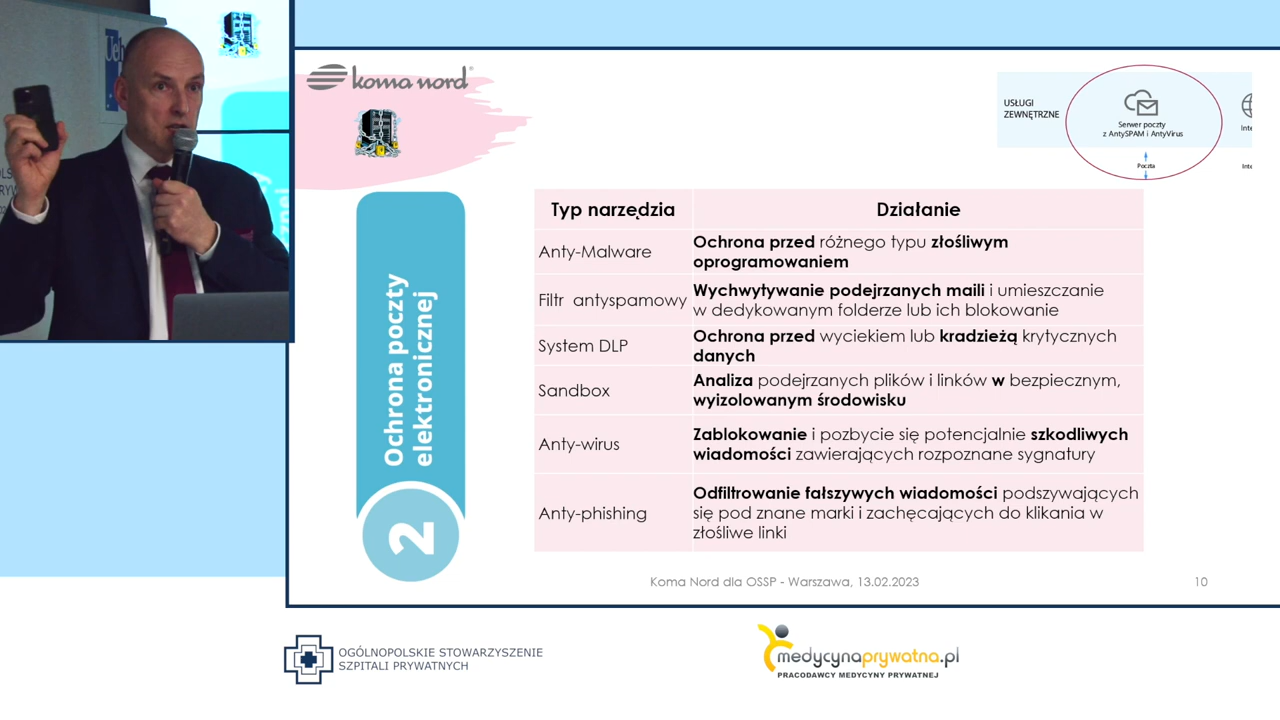 koma nord
USŁUGI
ZEWNĘTRZNE
Serwer poczty
z AntySPAM i AntyVirus
Poczta
2 Ochrona poczty
elektronicznej
Typ narzędzia Działanie
Anty-Malware Ochrona przed różnego typu złośliwym
oprogramowaniem
Filtr antyspamowy Wychwytywanie podejrzanych maili i umieszczanie
w dedykowanym folderze lub ich blokowanie
System DLP Ochrona przed wyciekiem lub kradzieżą krytycznych
danych
Sandbox Analiza podejrzanych plików i linków w bezpiecznym,
wyizolowanym środowisku
Anty-wirus Zablokowanie i pozbycie się potencjalnie szkodliwych
wiadomości zawierających rozpoznane sygnatury
Anty-phishing Odfiltrowanie fałszywych wiadomości podszywających
się pod znane marki i zachęcających do klikania w
złośliwe linki
Koma Nord dla OSSP - Warszawa, 13.02.2023 10
OGÓLNOPOLSKIE STOWARZYSZENIE
SZPITALI PRYWATNYCH
medycynaprywatna.pl
PRACODAWCY MEDYCYNY PRYWATNEJ